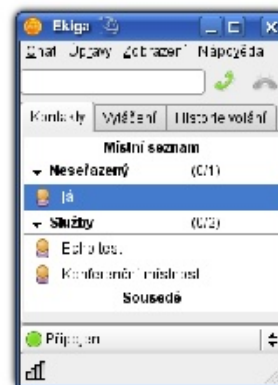 Ekiga
Chat Úpravy Zobrazení Nápověda
Kontakty Vytáčení Historie volání
Místní seznam
Neseřazený (0/1)
Já
Služby (0/2)
Echo test
Konferenční místnost
Sousedé
Připojen